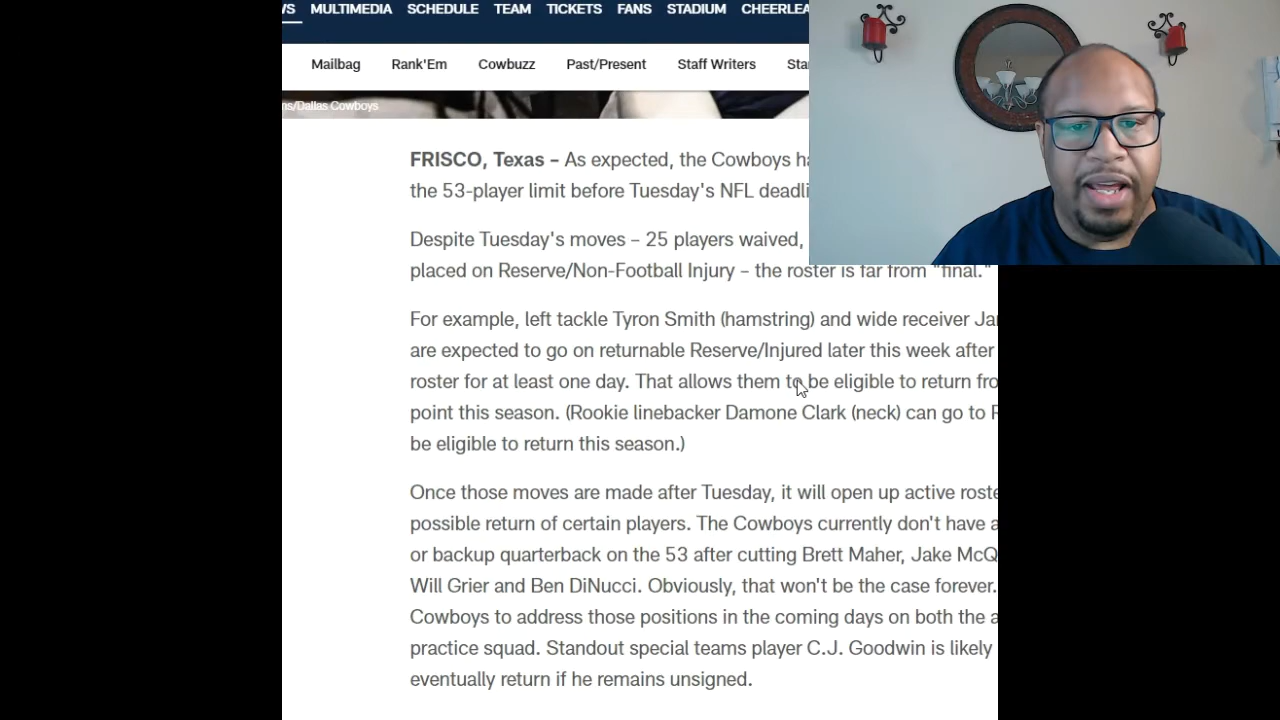 MULTIMEDIA SCHEDULE TEAM TICKETS FANS STADIUM
Mailbag Rank'Em Cowbuzz Past/Present Staff Writers
Dallas Cowboys
FRISCO, Texas – As expected, the Cowboys
the 53-player limit before Tuesday's NFL
Despite Tuesday's moves – 25 players waived,
placed on Reserve/Non-Football Injury – the roster is far from "final."
For example, left tackle Tyron Smith (hamstring) and wide receiver
are expected to go on returnable Reserve/Injured later this week after
roster for at least one day. That allows them to be eligible to return
point this season. (Rookie linebacker Damone Clark (neck) can go to
be eligible to return this season.)
Once those moves are made after Tuesday, it will open up active
possible return of certain players. The Cowboys currently don't have
or backup quarterback on the 53 after cutting Brett Maher, Jake
Will Grier and Ben DiNucci. Obviously, that won't be the case forever.
Cowboys to address those positions in the coming days on both the
practice squad. Standout special teams player C.J. Goodwin is likely
eventually return if he remains unsigned.